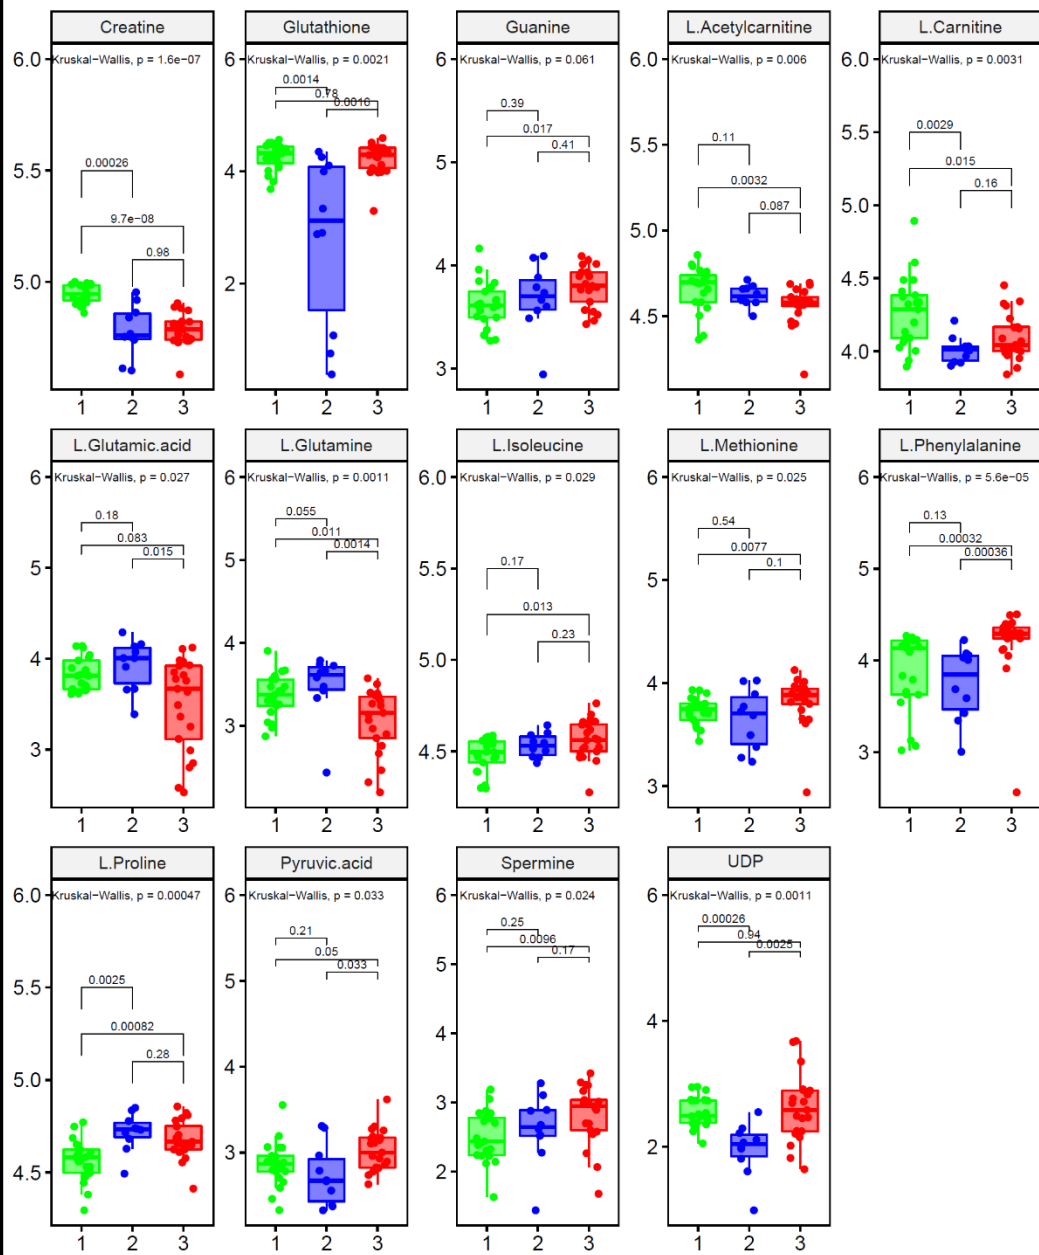 Creatine Glutathione Guanine L.Acetylcarnitine L.Carnitine
6.0 Kruskal−Wallis, p = 1.6e−07 6 Kruskal−Wallis, p = 0.0021 6 Kruskal−Wallis, p = 0.061 6.0 Kruskal−Wallis, p = 0.006 6.0 Kruskal−Wallis, p = 0.0031
0.0014
0.78
0.0016
0.39
0.017
0.41
0.11
0.0032
0.087
0.0029
0.015
0.16
0.00026
9.7e−08
0.98
5.5 4 5 5.5 5.5
5.0 2 4 5.0 5.0
3 4.5 4.5
4.0
1 2 3 1 2 3 1 2 3 1 2 3 1 2 3
L.Glutamic.acid L.Glutamine L.Isoleucine L.Methionine L.Phenylalanine
6 Kruskal−Wallis, p = 0.027 6 Kruskal−Wallis, p = 0.0011 6.0 Kruskal−Wallis, p = 0.029 6 Kruskal−Wallis, p = 0.025 6 Kruskal−Wallis, p = 5.6e−05
0.18
0.083
0.015
0.055
0.011
0.0014
0.17
0.013
0.23
0.54
0.0077
0.1
0.13
0.00032
0.00036
5 5 5.5 5 5
4 4 5.0 4 4
3 3 4.5 3 3
1 2 3 1 2 3 1 2 3 1 2 3 1 2 3
L.Proline Pyruvic.acid Spermine UDP
6.0 Kruskal−Wallis, p = 0.00047 6 Kruskal−Wallis, p = 0.033 6 Kruskal−Wallis, p = 0.024 6 Kruskal−Wallis, p = 0.0011
0.0025
0.00082
0.28
0.21
0.05
0.033
0.25
0.0096
0.17
0.00026
0.94
0.0025
5.5 5 5 4
5.0 4 4 2
4.5 3 3
2
1 2 3 1 2 3 1 2 3 1 2 3